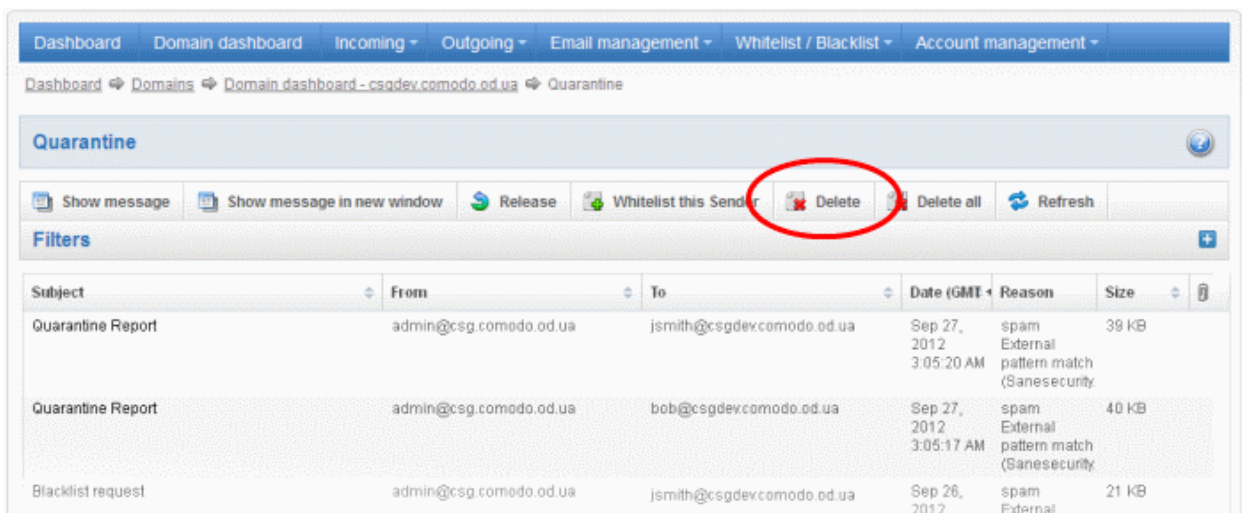 Dashboard Domain dashboard Incoming Outgoing Email management Whitelist / Blacklist Account management
Dashboard Domains Domain dashboard - csgdev.comodo.od.ua Quarantine
Quarantine
Show message Show message in new window Release Whitelist this Sender Delete Delete all Refresh
Filters
Subject From To Date (GMT Reason Size
Quarantine Report admin@csg.comodo.od.ua jsmith@csgdev.comodo.od.ua Sep 27, spam 39 KB
2012 External
3:05:20 AM pattern match
(Sanesecurity.
Quarantine Report admin@csg.comodo.od.ua bob@csgdev.comodo.od.ua Sep 27, spam 40 KB
2012 External
3:05:17 AM pattern match
(Sanesecurity.
Blacklist request admin@csg.comodo.od.ua jsmith@csgdev.comodo.od.ua Sep 26, spam 21 KB
2012 External